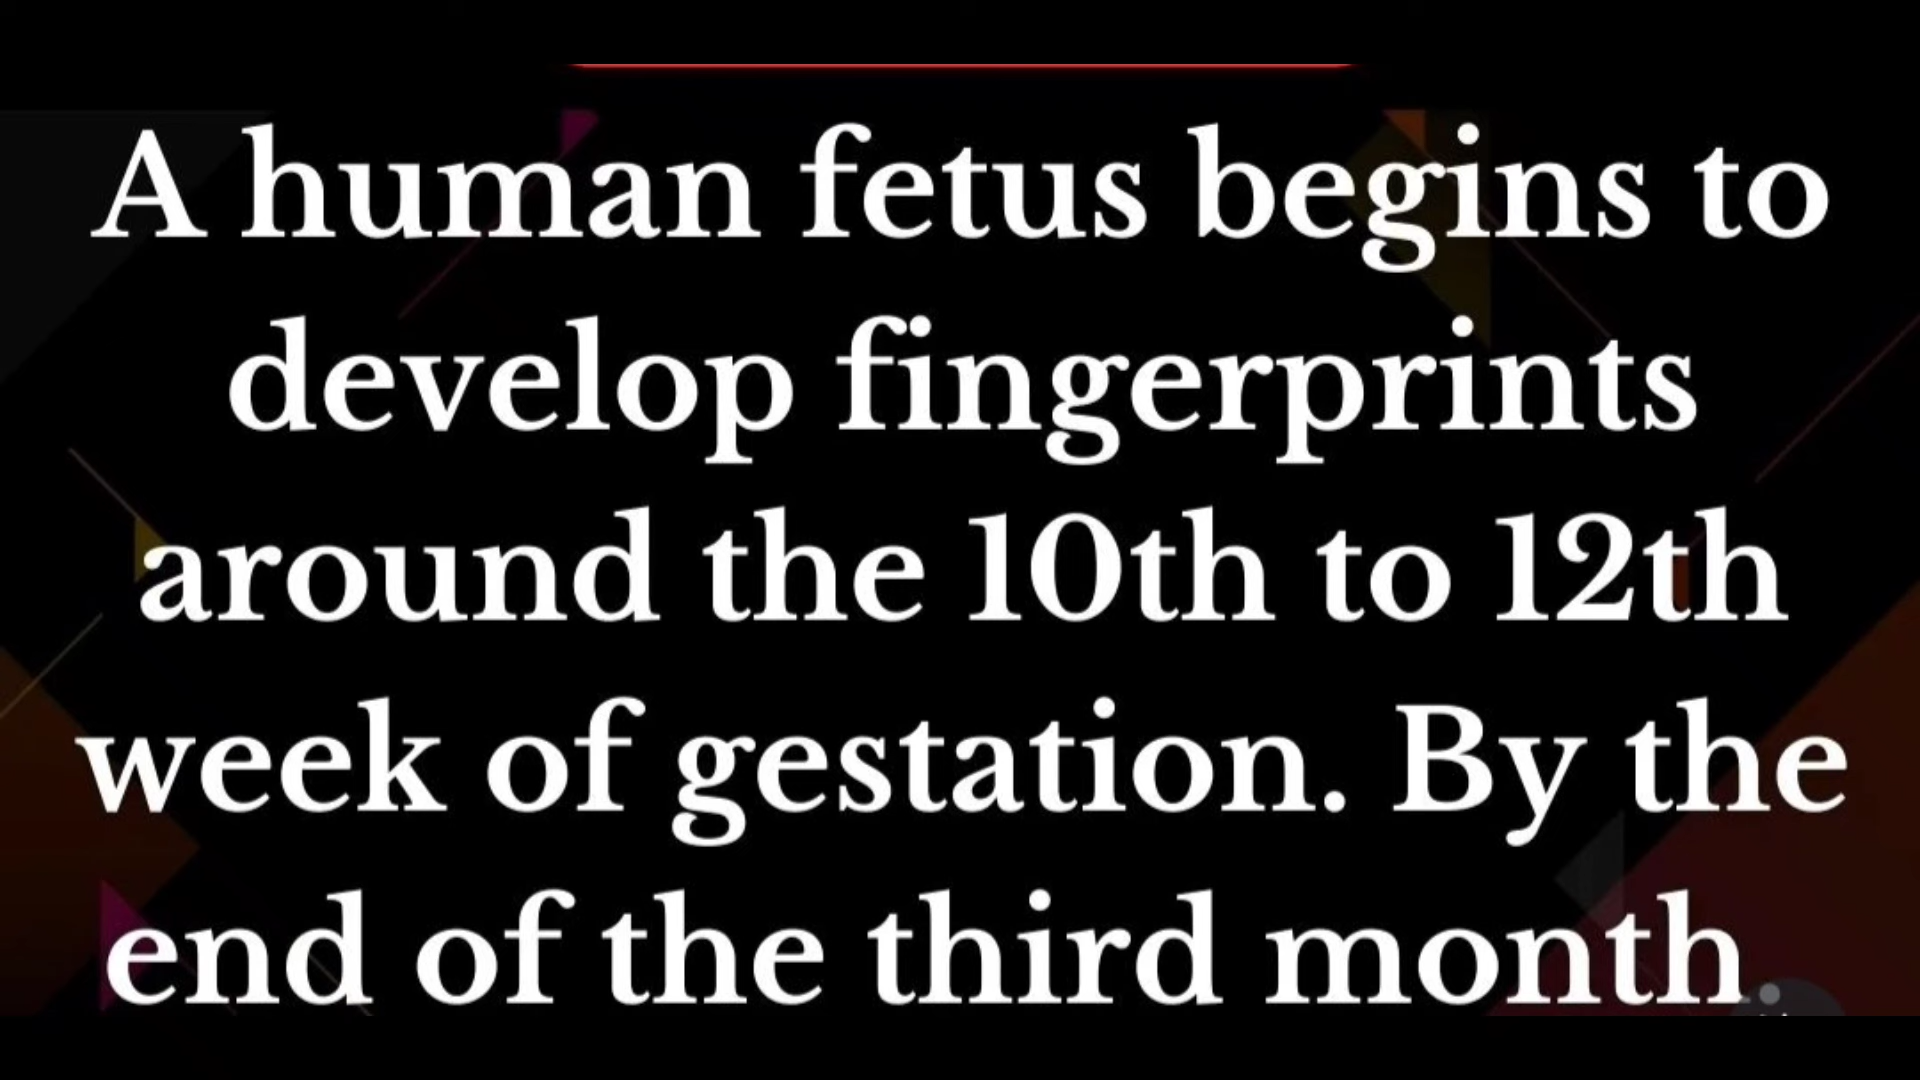 A human fetus begins to
develop fingerprints
around the 10th to 12th
week of gestation. By the
end of the third month